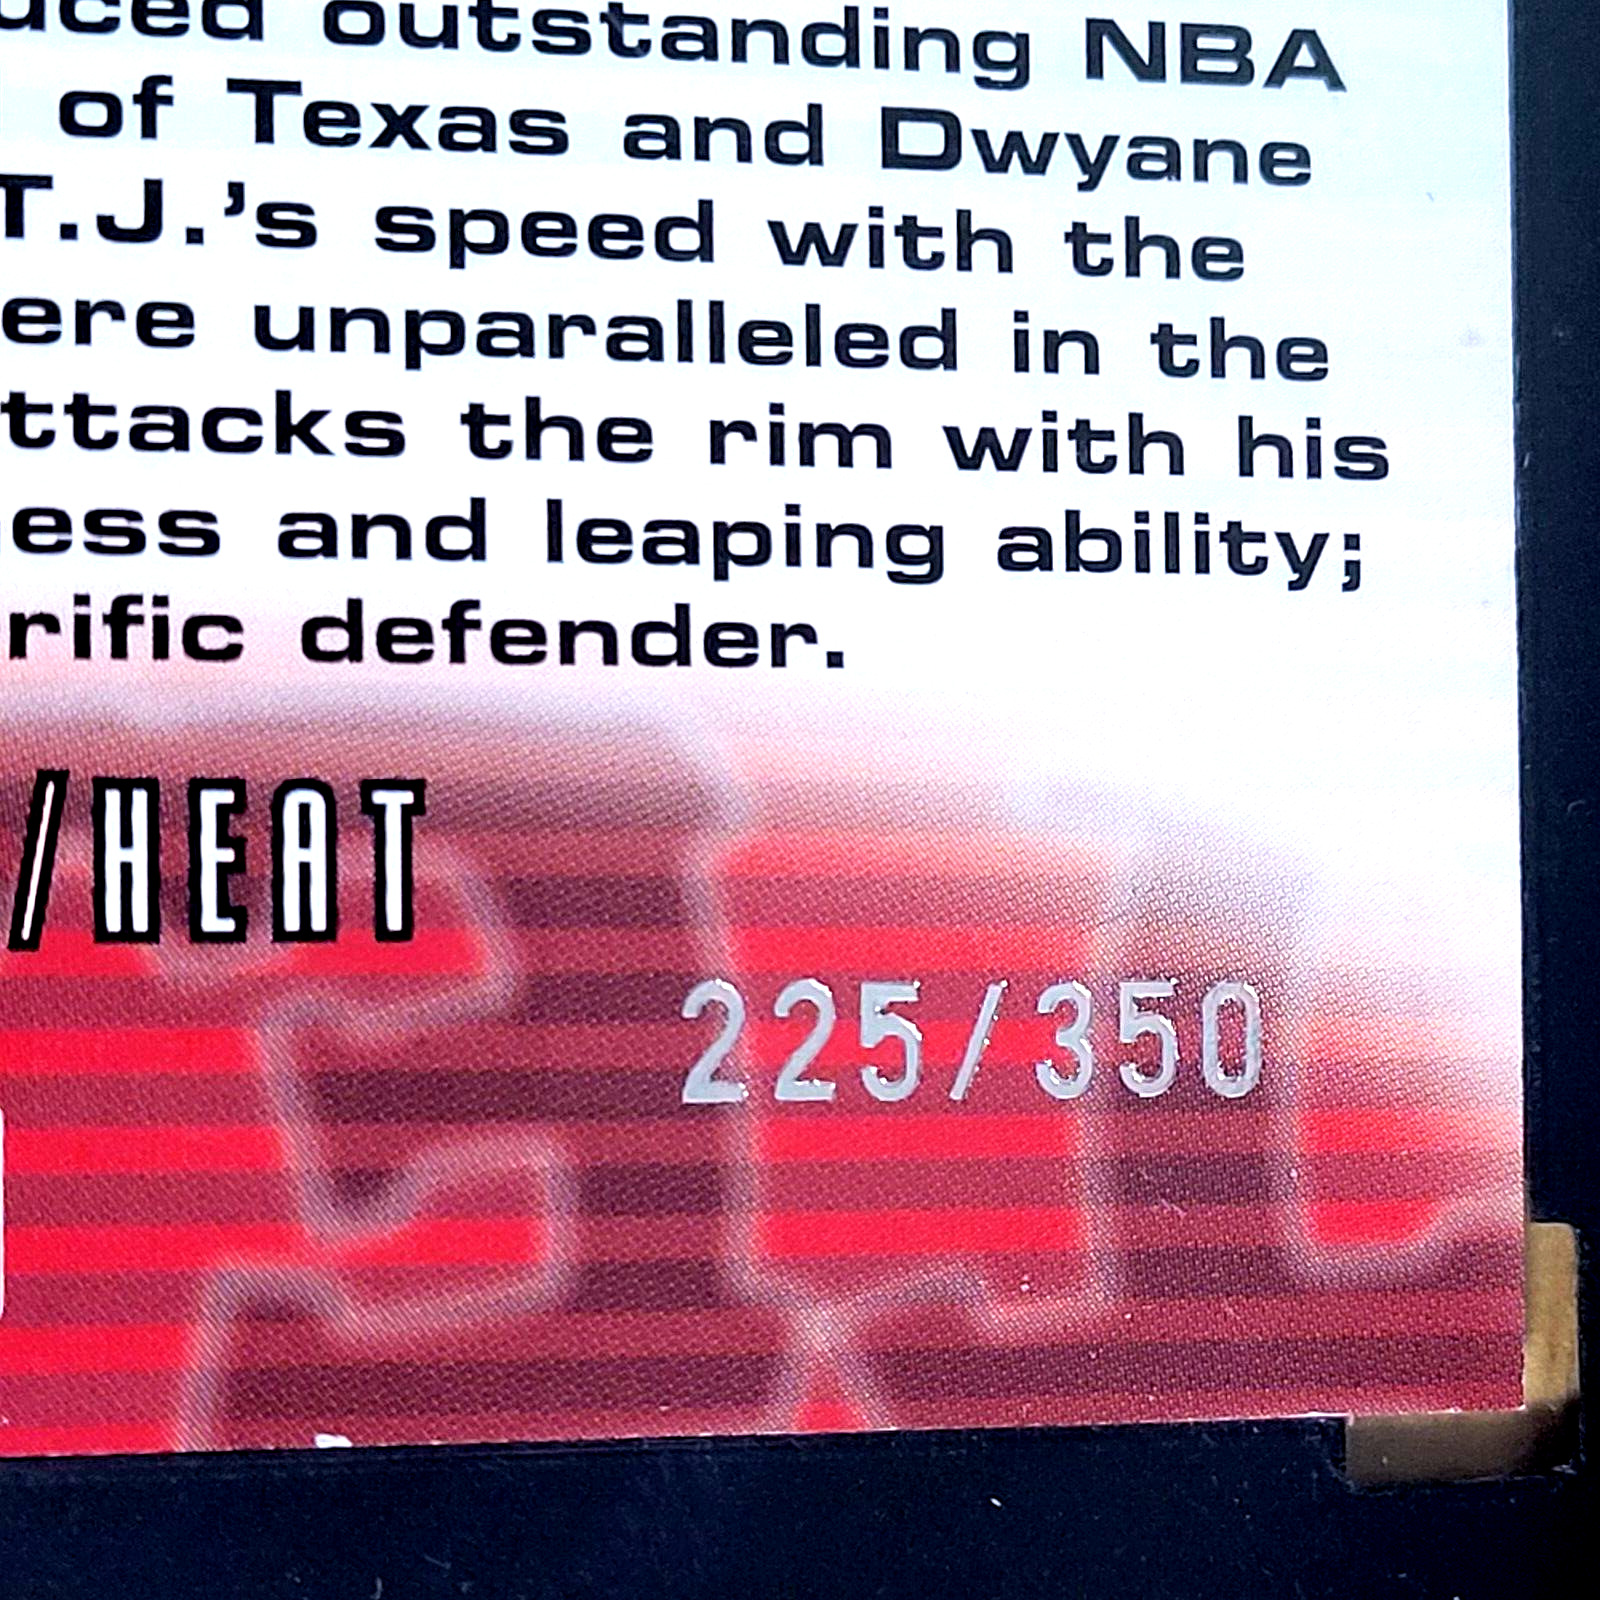 outstanding NBA
of Texas and Dwyane
T.J.'s speed with the
ere unparalleled in the
ttacks the rim with his
ess and leaping ability;
rific defender.
/HEAT
225/350